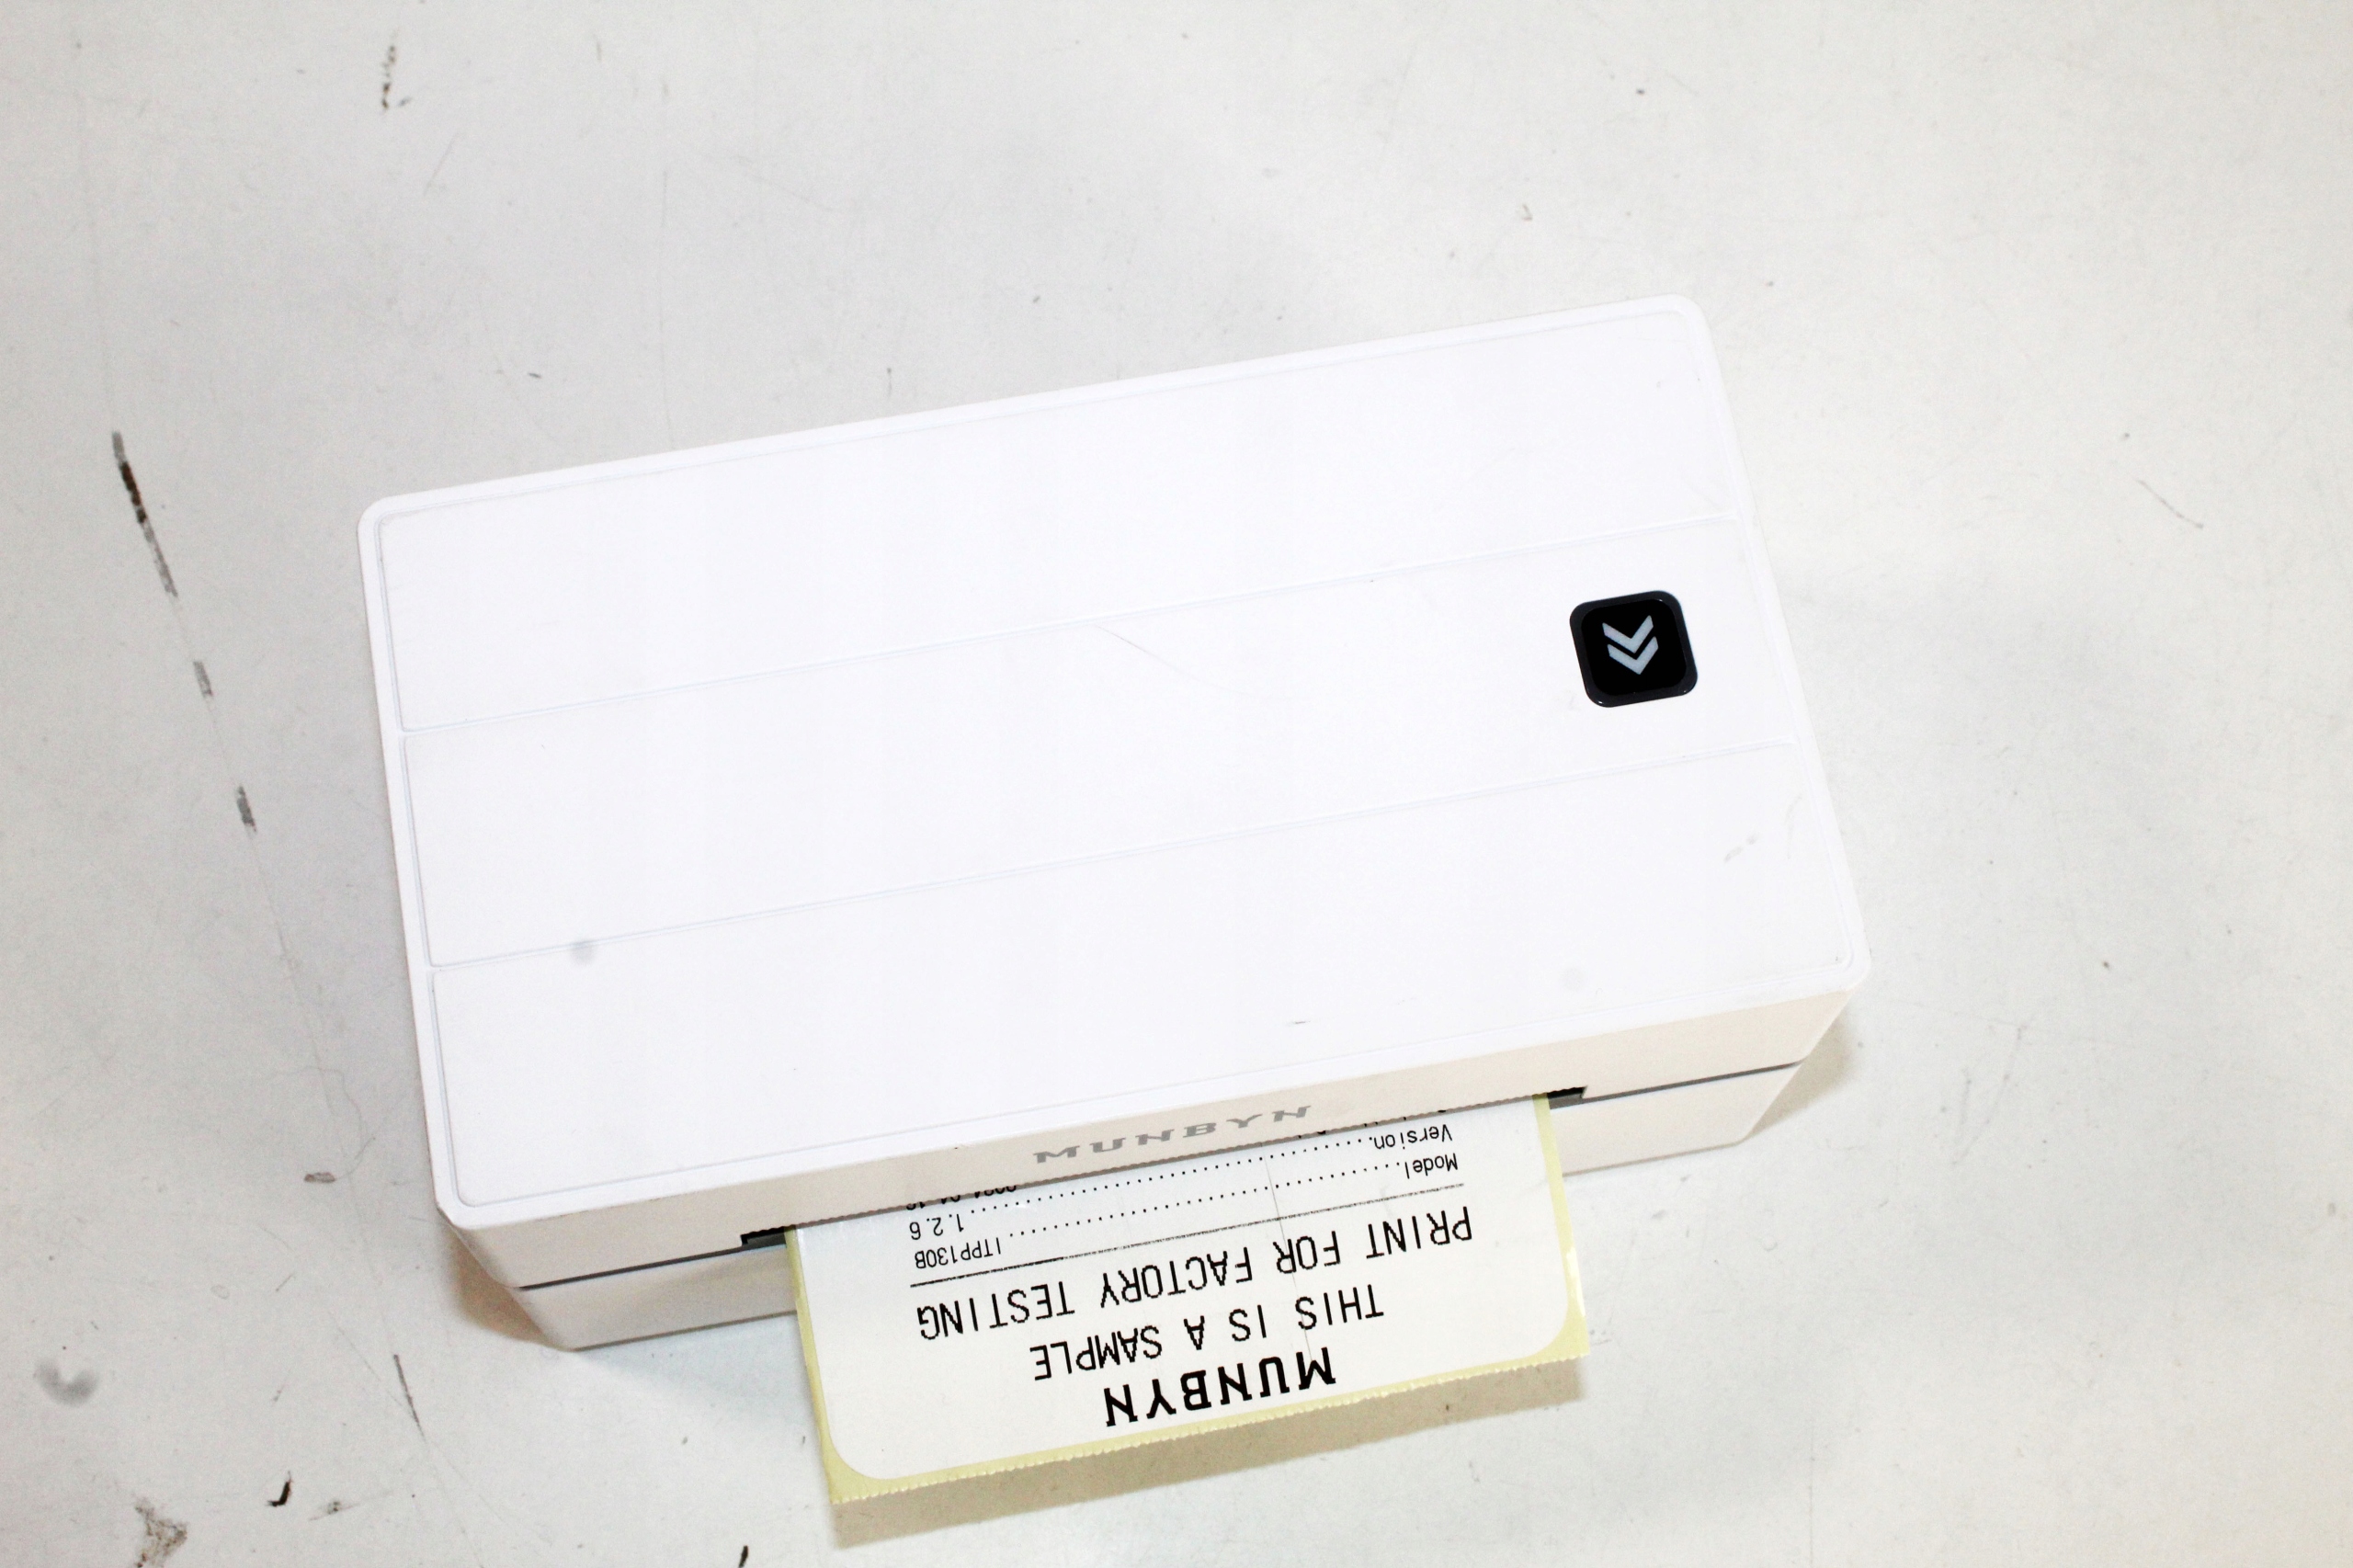 MUNBYN
MUNBYN
THIS IS A SAMPLE
PRINT FOR FACTORY TESTING
Model.......................................ITPP130B
Version.......................................1.2.6